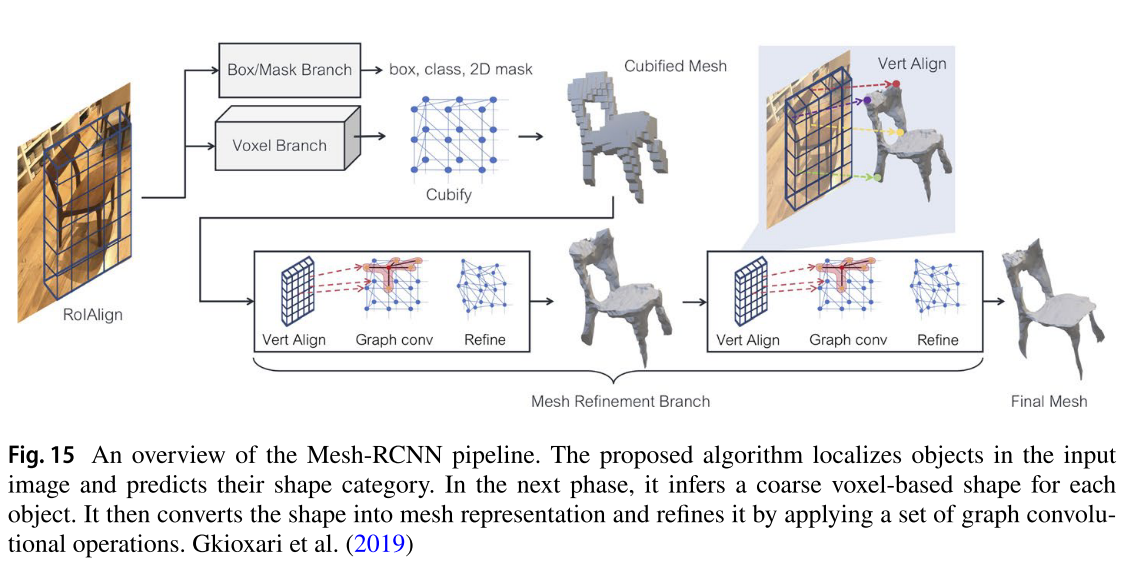 Box/Mask Branch
box, class, 2D mask
Cubified Mesh
Vert Align
Voxel Branch
Cubify
RoIAlign
Vert Align
Graph conv
Refine
Vert Align
Graph conv
Refine
Mesh Refinement Branch
Final Mesh
Fig. 15 An overview of the Mesh-RCNN pipeline. The proposed algorithm localizes objects in the input
image and predicts their shape category. In the next phase, it infers a coarse voxel-based shape for each
object. It then converts the shape into mesh representation and refines it by applying a set of graph convolu-
tional operations. Gkioxari et al. (2019)